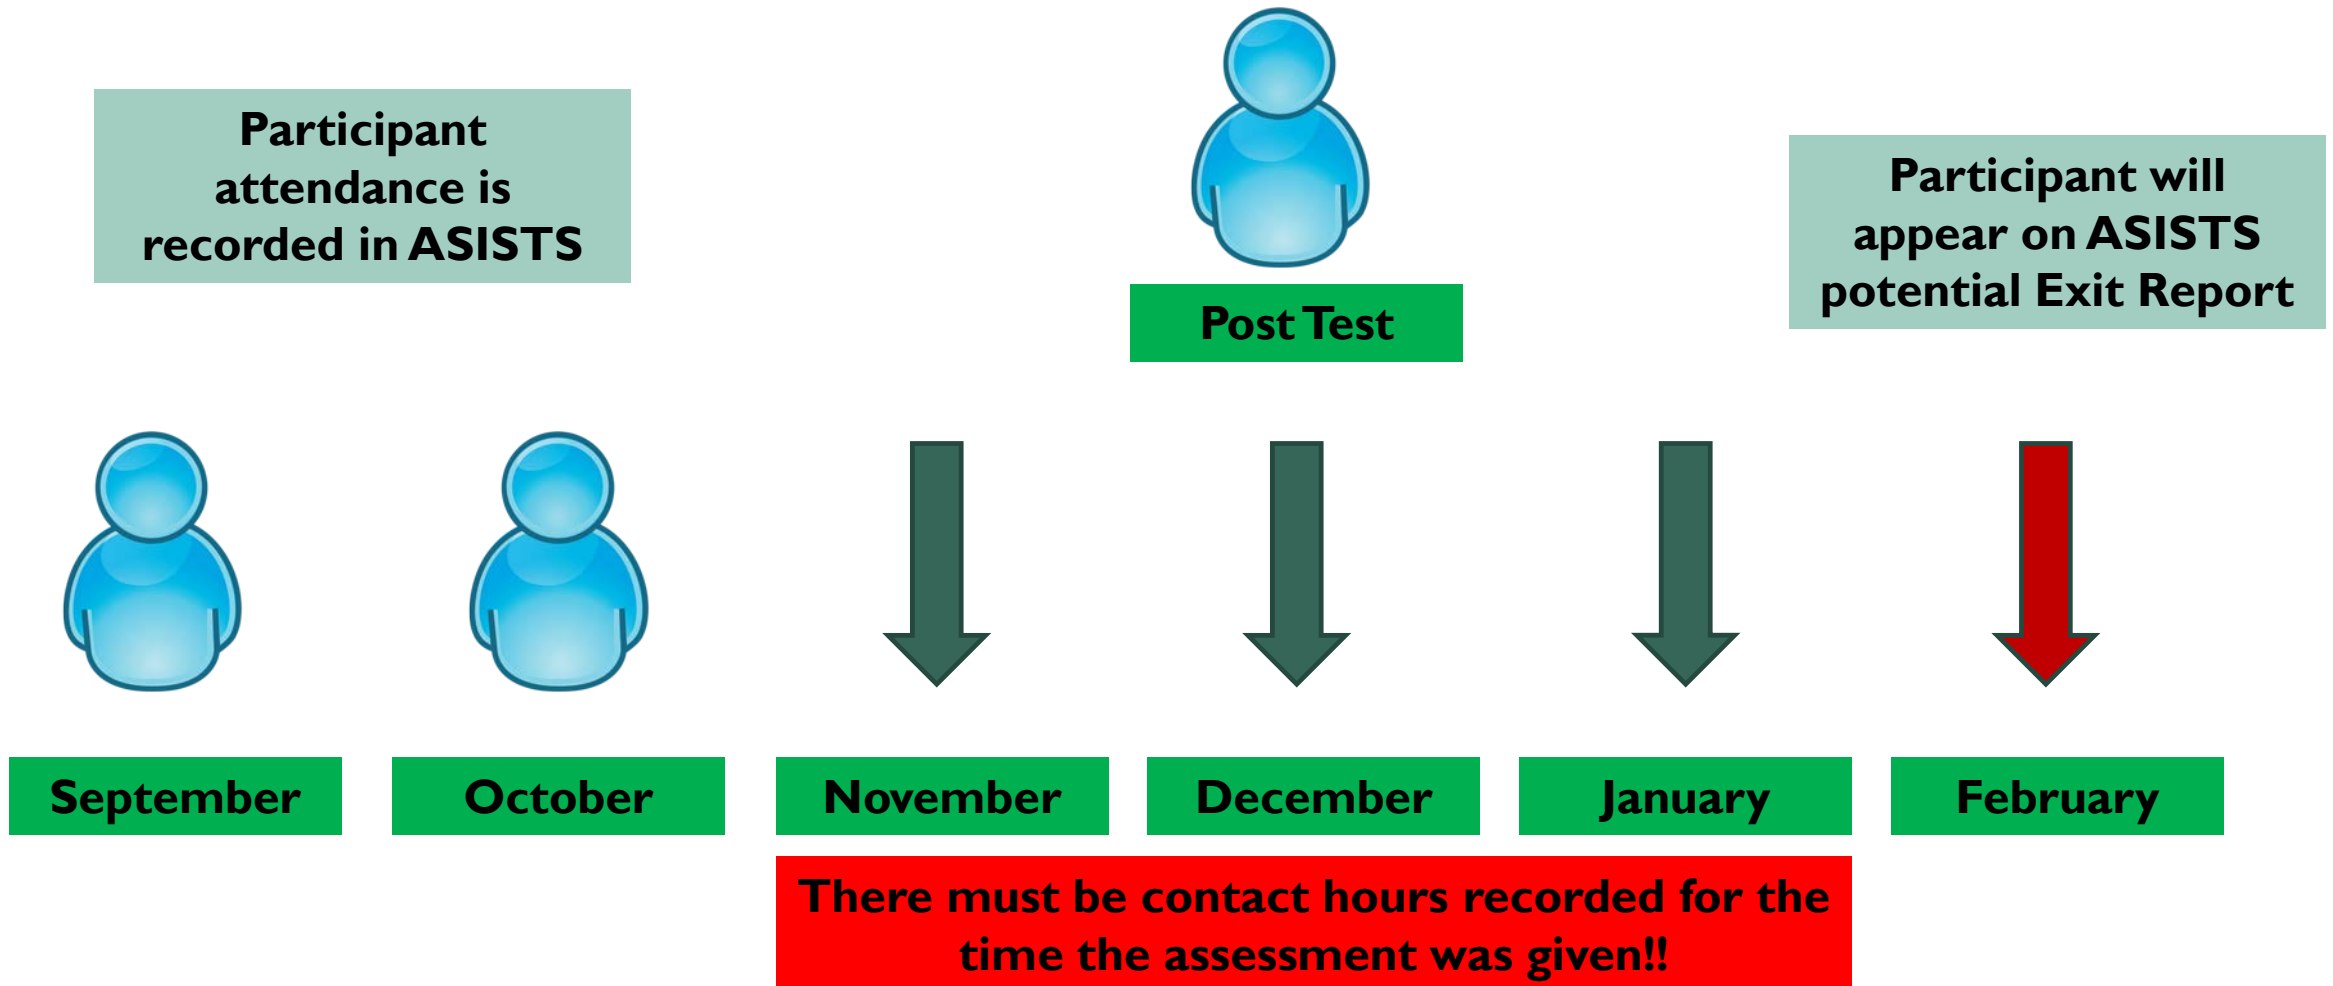 Participant
attendance is
recorded in ASISTS
Post Test
Participant will
appear on ASISTS
potential Exit Report
September
October
November
December
January
February
There must be contact hours recorded for the
time the assessment was given!!